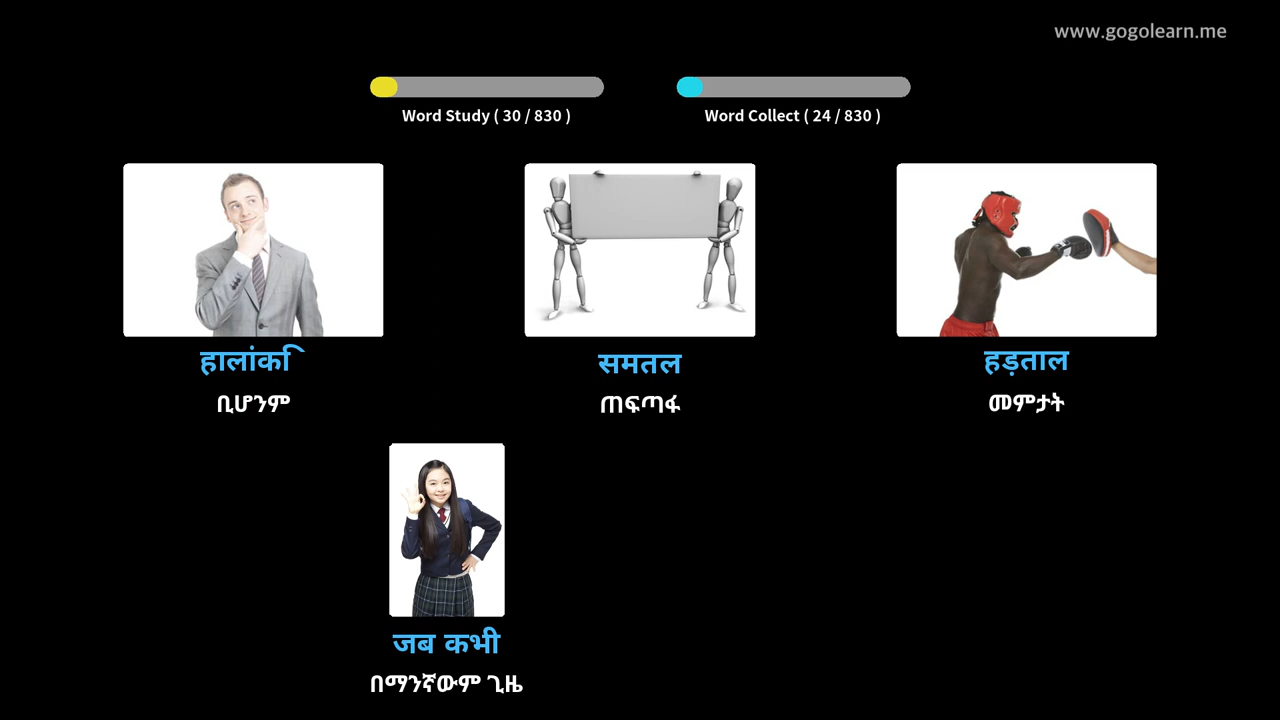 www.gogolearn.me
Word Study ( 30 / 830 )
Word Collect ( 24 / 830 )
हालांकि
ቢሆንም
समतल
ጠፍጣፋ
हड़ताल
መምታት
जब कभी
በማንኛውም ጊዜ